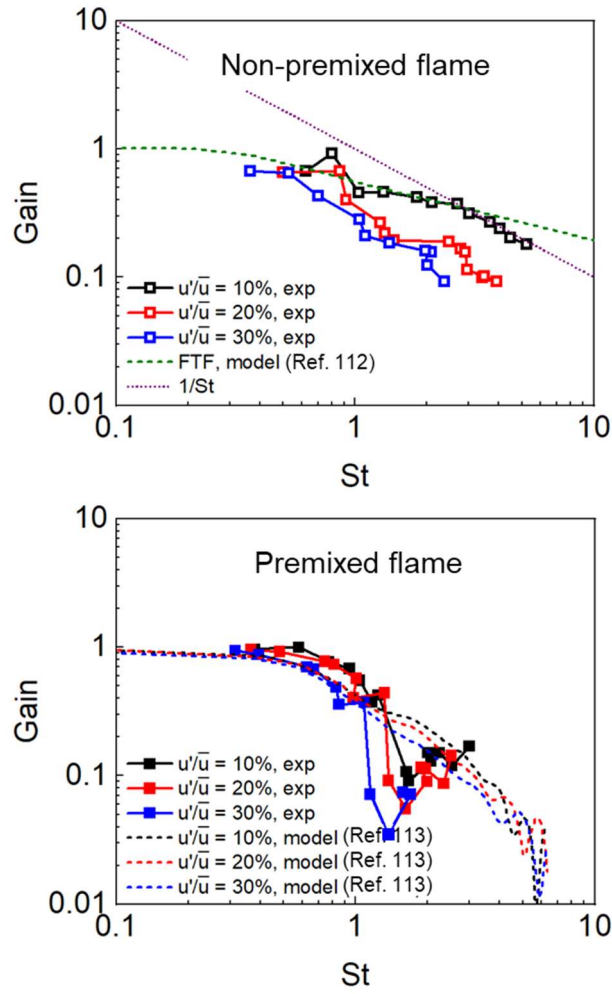 10
Non-premixed flame
1
Gain
0.1
u'/u̅ = 10%, exp
u'/u̅ = 20%, exp
u'/u̅ = 30%, exp
FTF, model (Ref. 112)
1/St
0.01
0.1 1 10
St
10
Premixed flame
1
Gain
0.1
u'/u̅ = 10%, exp
u'/u̅ = 20%, exp
u'/u̅ = 30%, exp
u'/u̅ = 10%, model (Ref. 113)
u'/u̅ = 20%, model (Ref. 113)
u'/u̅ = 30%, model (Ref. 113)
0.01
0.1 1 10
St